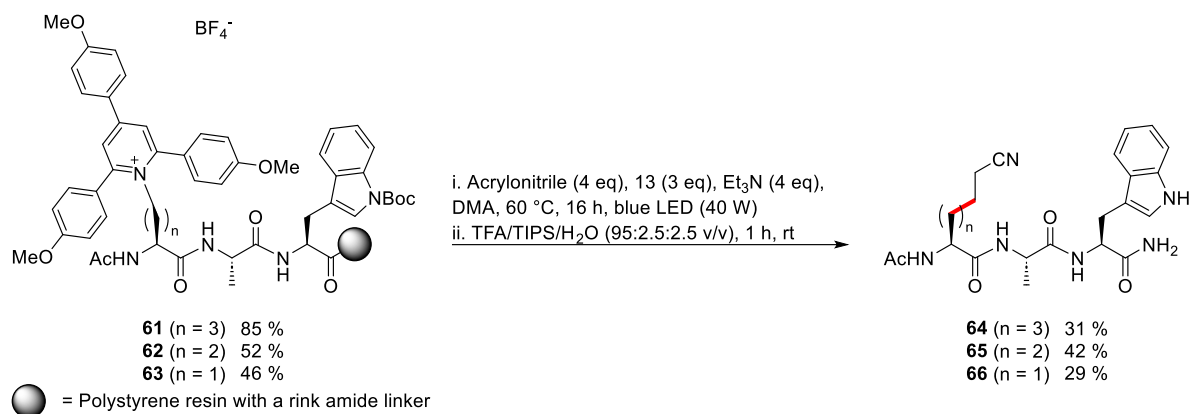 MeO
BF4-
OMe
+
N
MeO
( )n
AcHN
O
H
N
O
N
H
O
NBoc
61 (n = 3) 85 %
62 (n = 2) 52 %
63 (n = 1) 46 %
= Polystyrene resin with a rink amide linker
i. Acrylonitrile (4 eq), 13 (3 eq), Et3N (4 eq),
DMA, 60 °C, 16 h, blue LED (40 W)
ii. TFA/TIPS/H2O (95:2.5:2.5 v/v), 1 h, rt
CN
( )n
AcHN
O
H
N
O
N
H
O
NH2
NH
64 (n = 3) 31 %
65 (n = 2) 42 %
66 (n = 1) 29 %